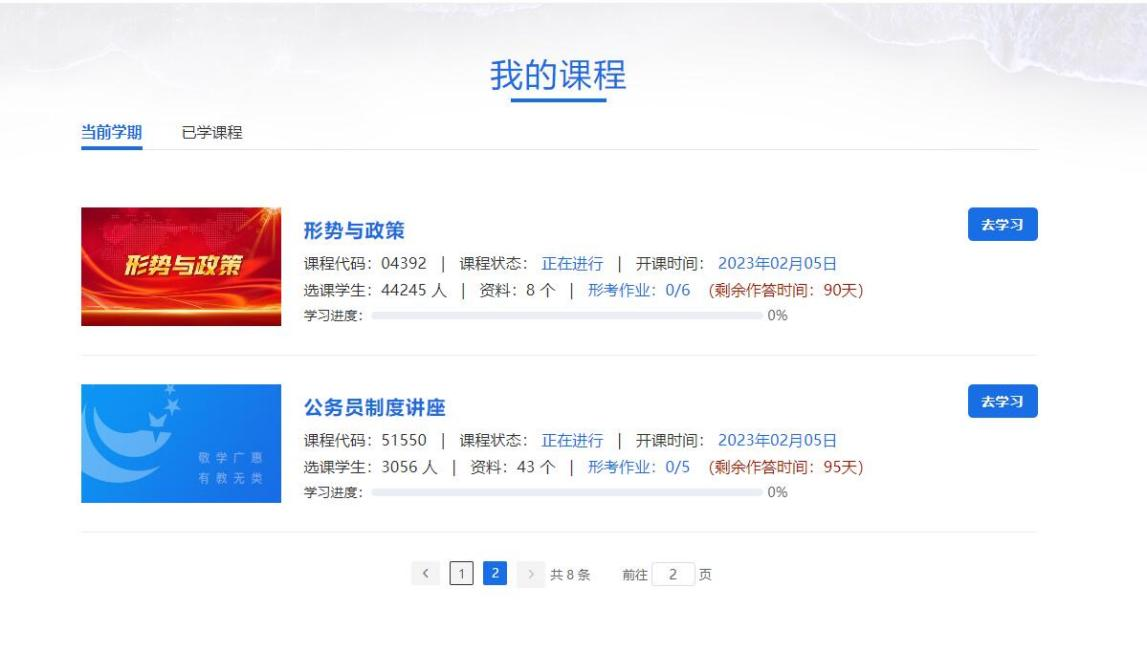 我的课程
当前学期 已学课程
形势与政策
形势与政策 去学习
课程代码：04392 | 课程状态：正在进行 | 开课时间：2023年02月05日
选课学生：44245 人 | 资料：8 个 | 形考作业：0/6 (剩余作答时间：90天)
学习进度： 0%
公务员制度讲座 去学习
课程代码：51550 | 课程状态：正在进行 | 开课时间：2023年02月05日
敬学广惠
有教无类
选课学生：3056 人 | 资料：43 个 | 形考作业：0/5 (剩余作答时间：95天)
学习进度： 0%
< 1 2 > 共 8 条 前往 2 页